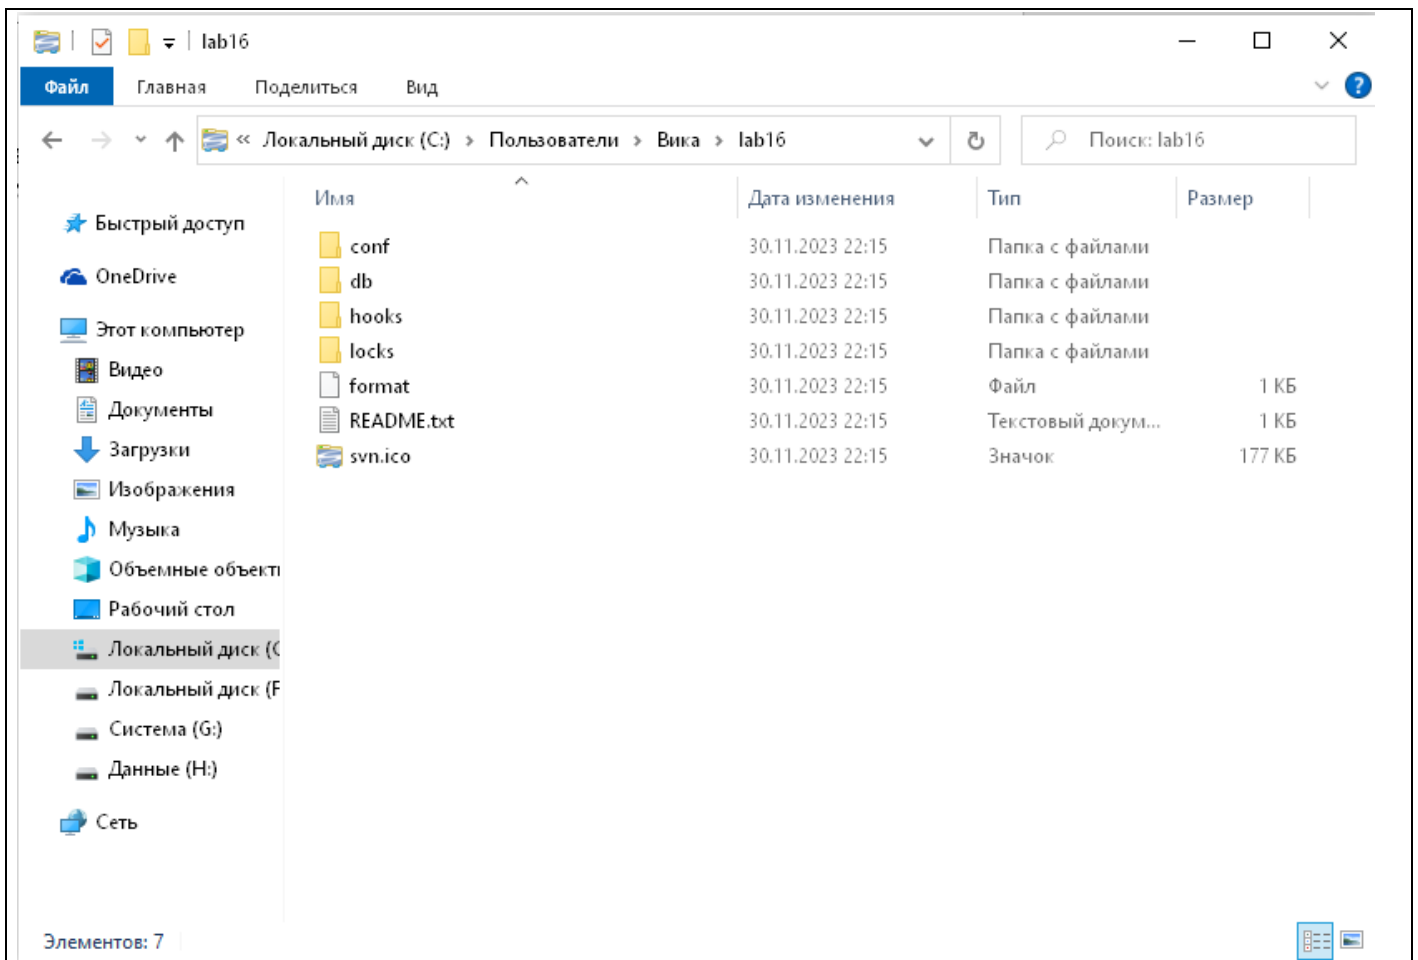 lab16
Файл Главная Поделиться Вид
« Локальный диск (C:) > Пользователи > Вика > lab16 Поиск: lab16
Имя Дата изменения Тип Размер
Быстрый доступ
OneDrive
Этот компьютер
Видео
Документы
Загрузки
Изображения
Музыка
Объемные объекты
Рабочий стол
Локальный диск (C
Локальный диск (F
Система (G:)
Данные (H:)
Сеть
conf 30.11.2023 22:15 Папка с файлами
db 30.11.2023 22:15 Папка с файлами
hooks 30.11.2023 22:15 Папка с файлами
locks 30.11.2023 22:15 Папка с файлами
format 30.11.2023 22:15 Файл 1 КБ
README.txt 30.11.2023 22:15 Текстовый докум... 1 КБ
svn.ico 30.11.2023 22:15 Значок 177 КБ
Элементов: 7